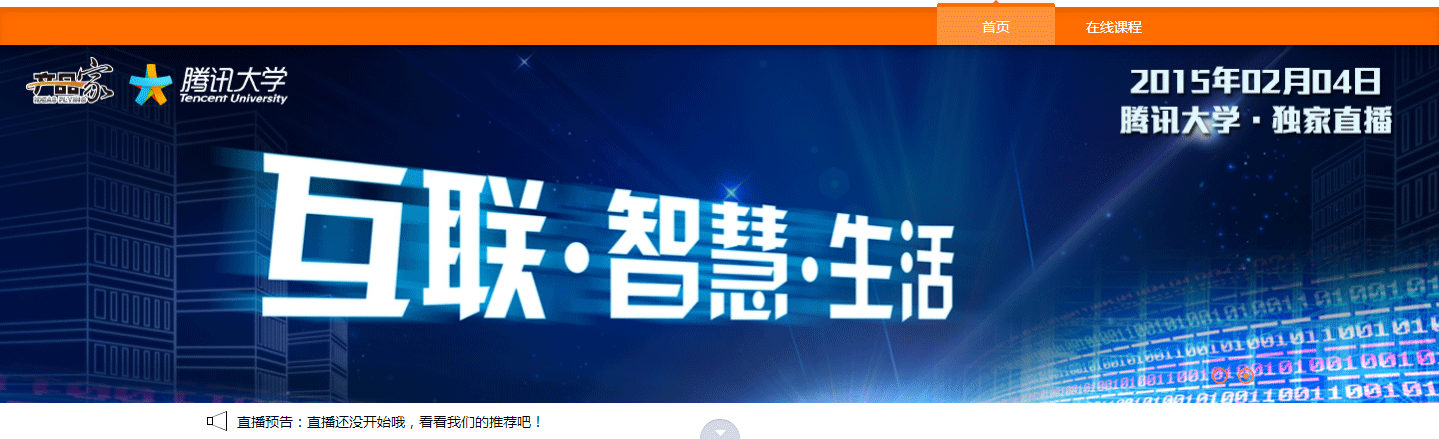 首页 在线课程
产品家
IDEAS FLYING
腾讯大学
Tencent University
2015年02月04日
腾讯大学·独家直播
互联·智慧·生活
直播预告：直播还没开始哦，看看我们的推荐吧！